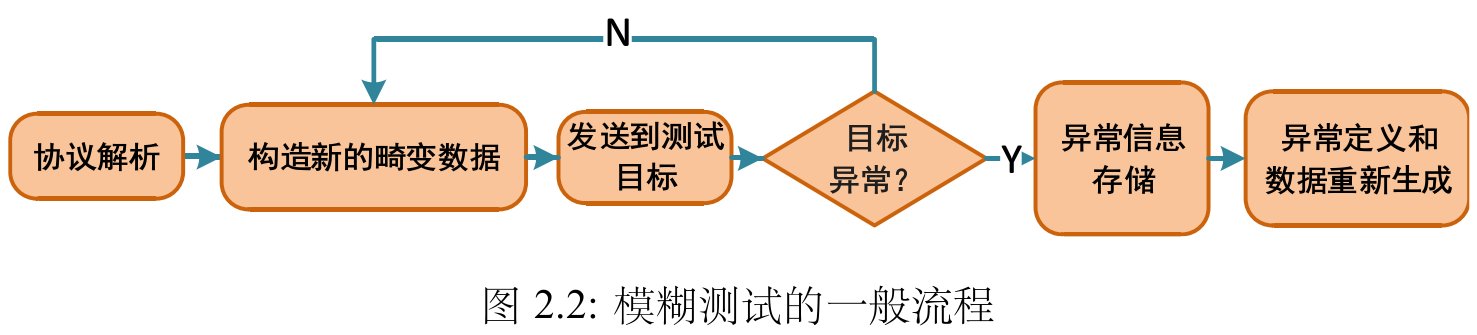 N
协议解析
构造新的畸变数据
发送到测试
目标
目标
异常?
Y
异常信息
存储
异常定义和
数据重新生成
图 2.2: 模糊测试的一般流程